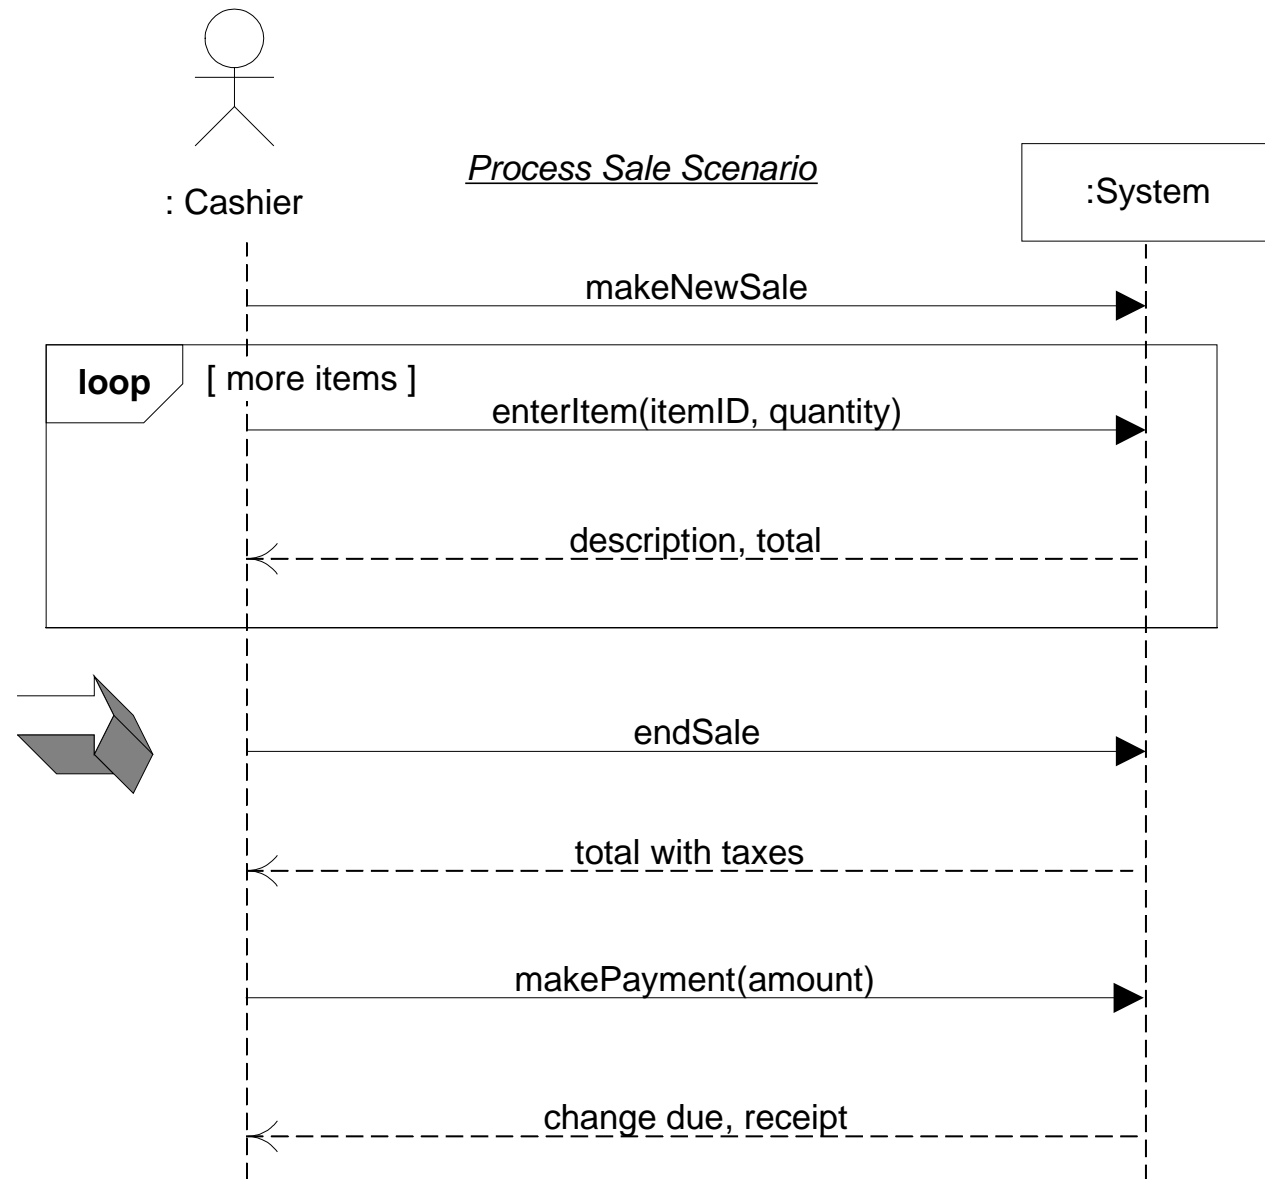 Process Sale Scenario
: Cashier
:System
makeNewSale
loop
[ more items ]
enterItem(itemID, quantity)
description, total
endSale
total with taxes
makePayment(amount)
change due, receipt